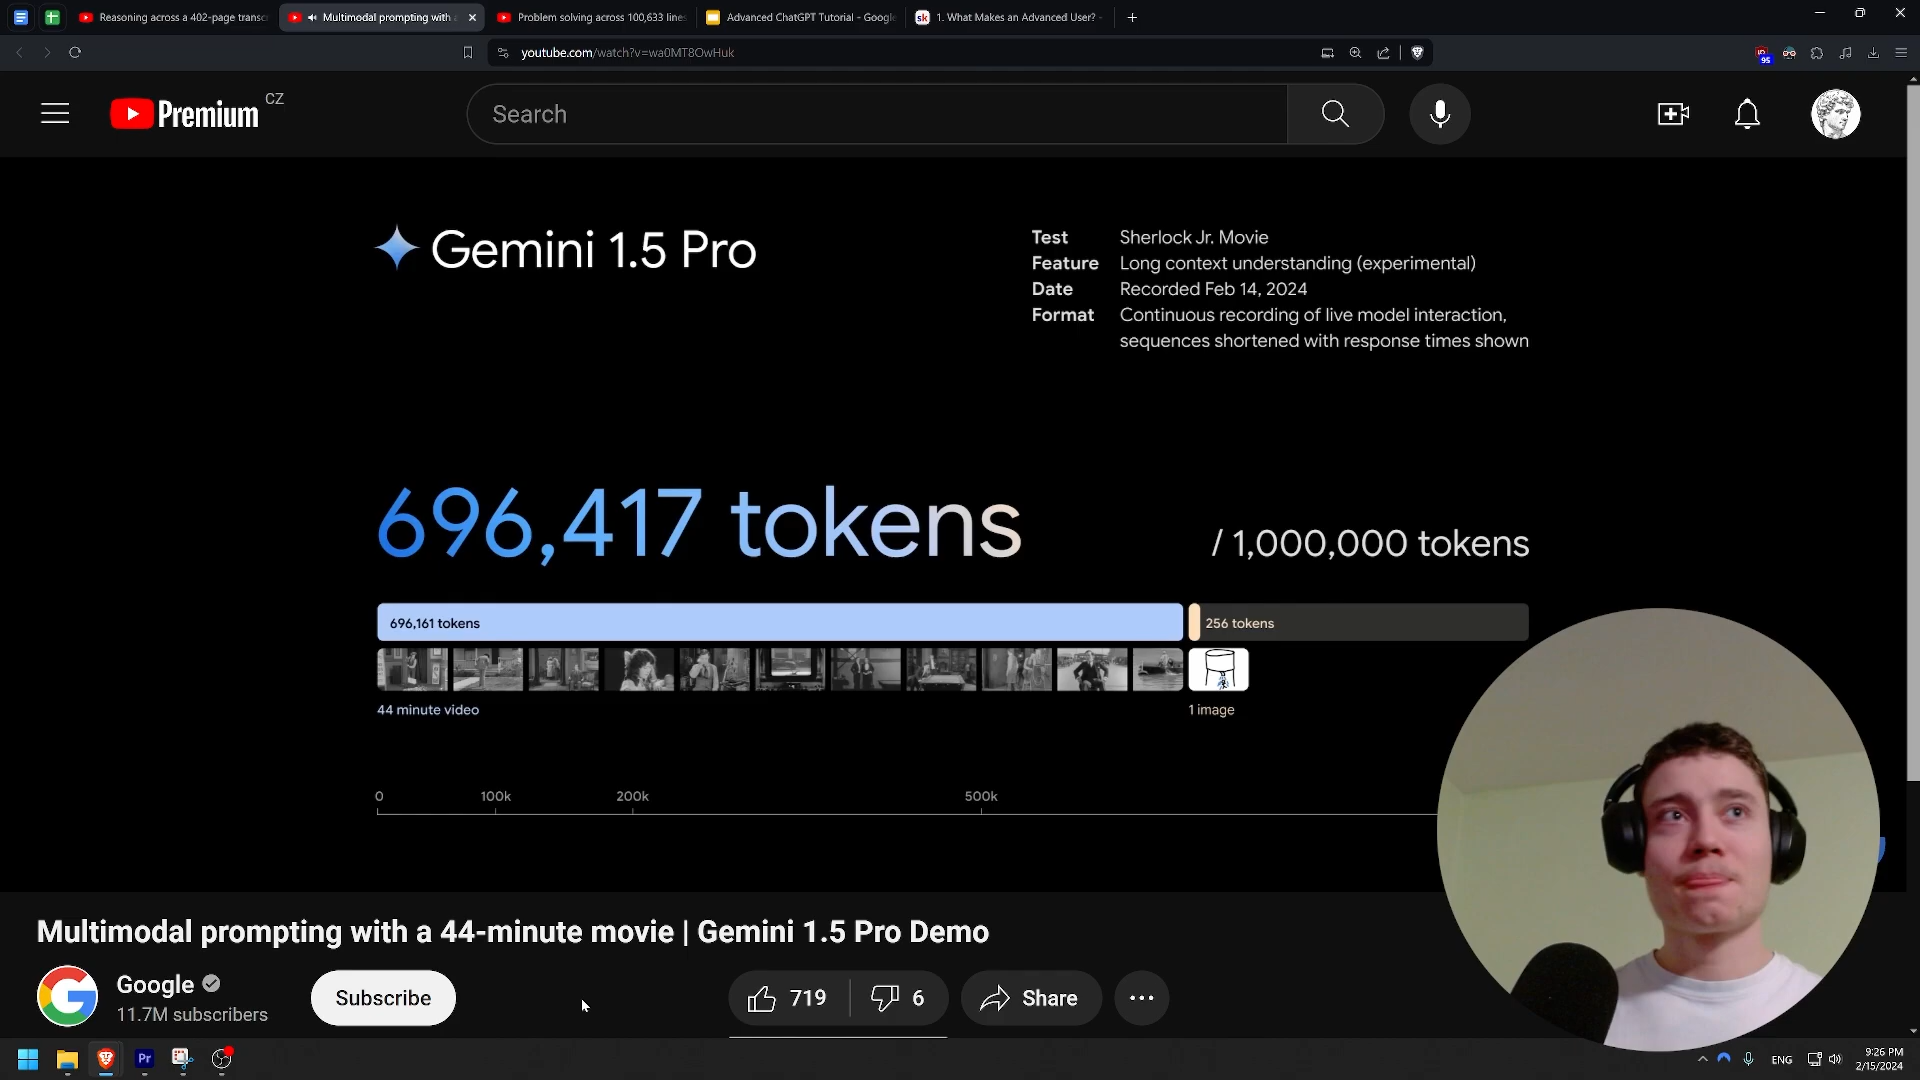 Reasoning across a 402-page transc
Multimodal prompting with a
Problem solving across 100,633 lines
Advanced ChatGPT Tutorial - Google
1. What Makes an Advanced User? -
youtube.com/watch?v=wa0MT8OwHuk
95
Premium CZ
Search
Gemini 1.5 Pro
Test Sherlock Jr. Movie
Feature Long context understanding (experimental)
Date Recorded Feb 14, 2024
Format Continuous recording of live model interaction,
sequences shortened with response times shown
696,417 tokens / 1,000,000 tokens
696,161 tokens 256 tokens
44 minute video 1 image
0 100k 200k 500k
Multimodal prompting with a 44-minute movie | Gemini 1.5 Pro Demo
Google
11.7M subscribers
Subscribe
719 6 Share
Pr
ENG
9:26 PM
2/15/2024